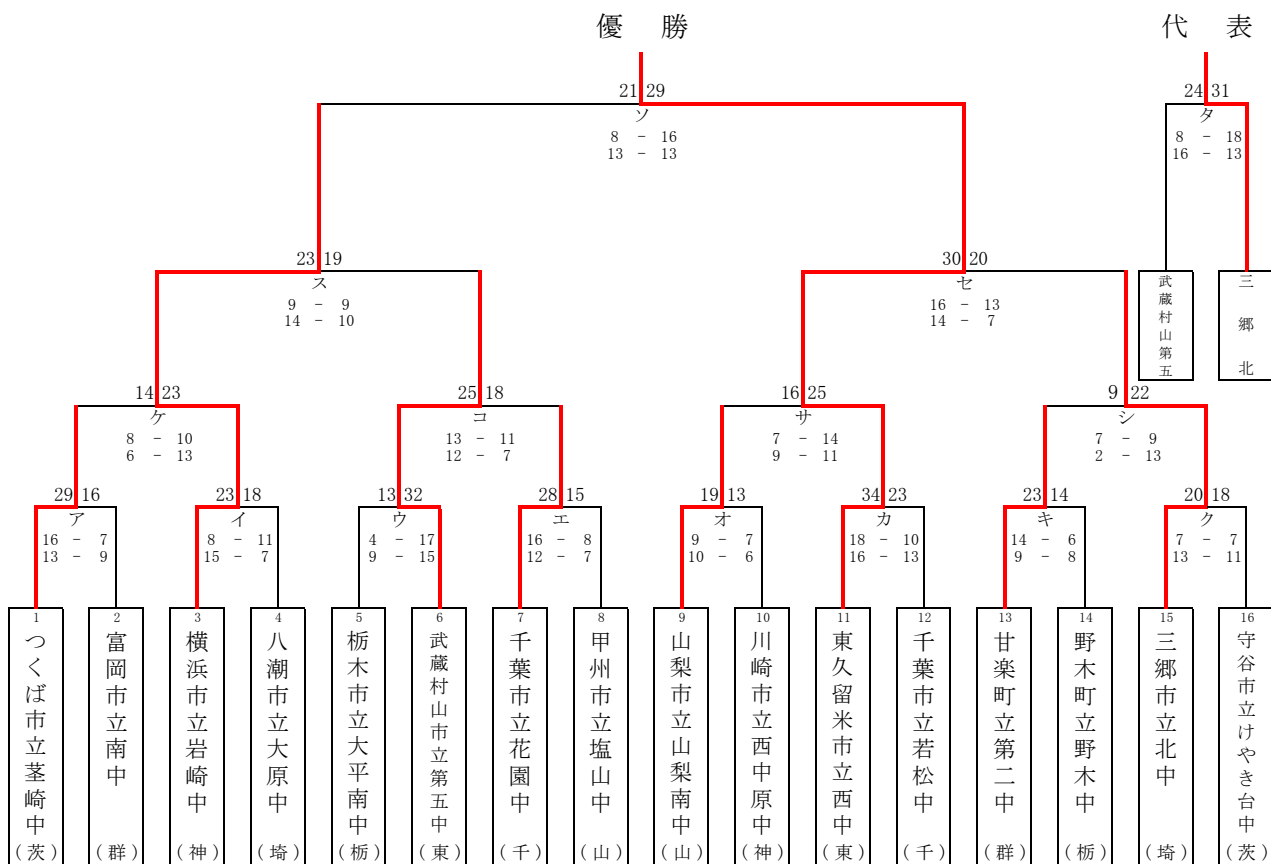 優　勝
代　表
21 29
ソ
8 － 16
13 － 13
24 31
タ
8 － 18
16 － 13
武蔵村山第五
三郷北
23 19
ス
9 － 9
14 － 10
30 20
セ
16 － 13
14 － 7
14 23
ケ
8 － 10
6 － 13
25 18
コ
13 － 11
12 － 7
16 25
サ
7 － 14
9 － 11
9 22
シ
7 － 9
2 － 13
29 16
ア
16 － 7
13 － 9
23 18
イ
8 － 11
15 － 7
13 32
ウ
4 － 17
9 － 15
28 15
エ
16 － 8
12 － 7
19 13
オ
9 － 7
10 － 6
34 23
カ
18 － 10
16 － 13
23 14
キ
14 － 6
9 － 8
20 18
ク
7 － 7
13 － 11
1
つくば市立茎崎中
(茨)
2
富岡市立南中
(群)
3
横浜市立岩崎中
(神)
4
八潮市立大原中
(埼)
5
栃木市立大平南中
(栃)
6
武蔵村山市立第五中
(東)
7
千葉市立花園中
(千)
8
甲州市立塩山中
(山)
9
山梨市立山梨南中
(山)
10
川崎市立西中原中
(神)
11
東久留米市立西中
(東)
12
千葉市立若松中
(千)
13
甘楽町立第二中
(群)
14
野木町立野木中
(栃)
15
三郷市立北中
(埼)
16
守谷市立けやき台中
(茨)